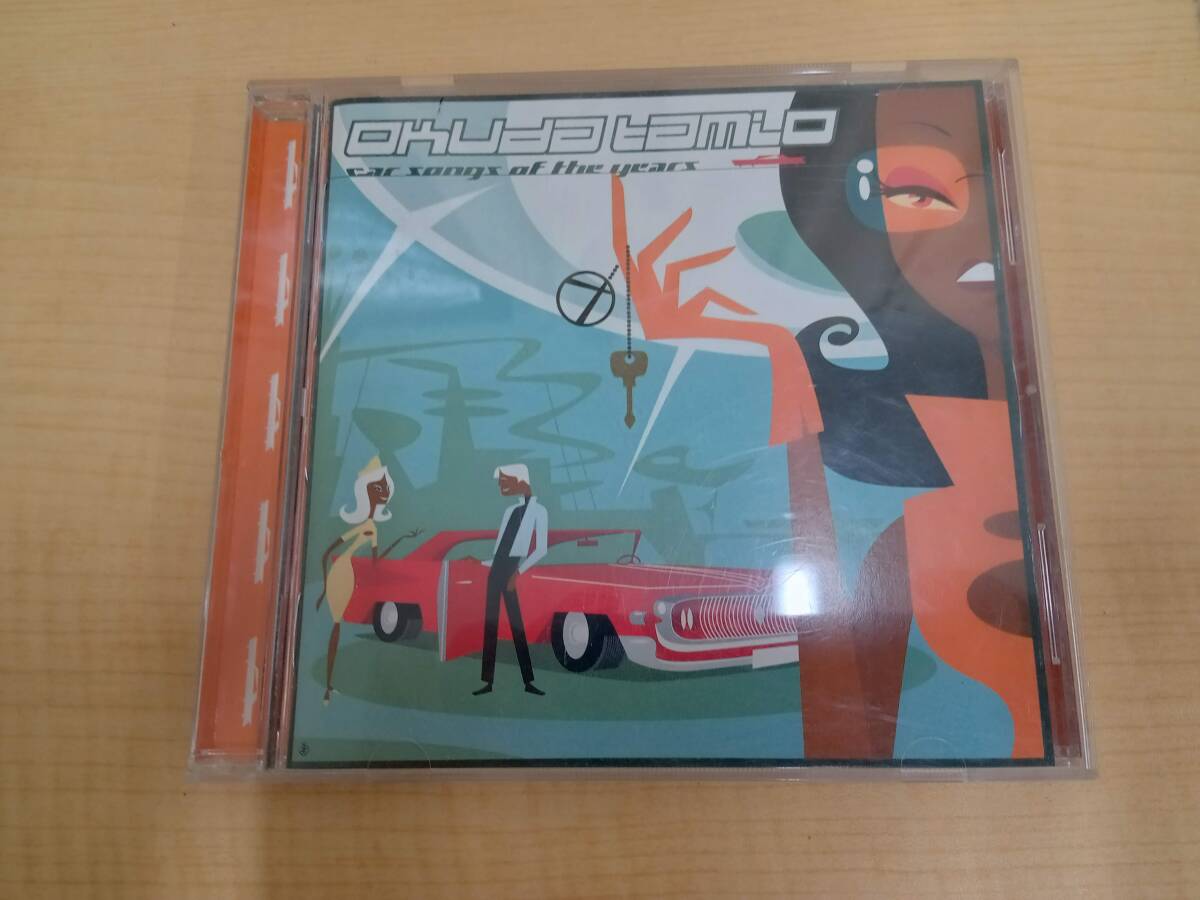 okuda tamio
car songs of the years